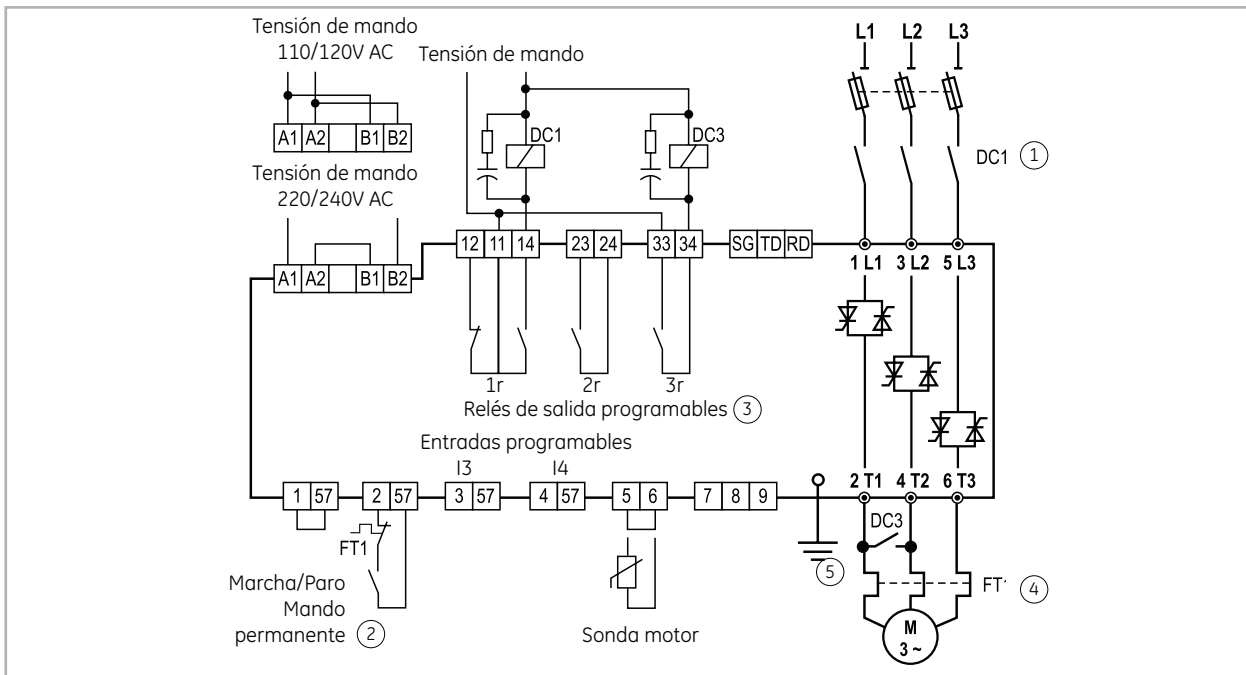 Tensión de mando
110/120V AC
Tensión de mando
L1 L2 L3
A1 A2 B1 B2
DC1 DC3
DC1 1
Tensión de mando
220/240V AC
12 11 14 23 24 33 34 SG TD RD
A1 A2 B1 B2
1 L1 3 L2 5 L3
1r 2r 3r
Relés de salida programables 3
Entradas programables
I3 I4
2 T1 4 T2 6 T3
1 57 2 57 3 57 4 57 5 6 7 8 9
DC3
FT1
5
FT 4
Marcha/Paro
Mando
permanente 2
Sonda motor
M
3 ~